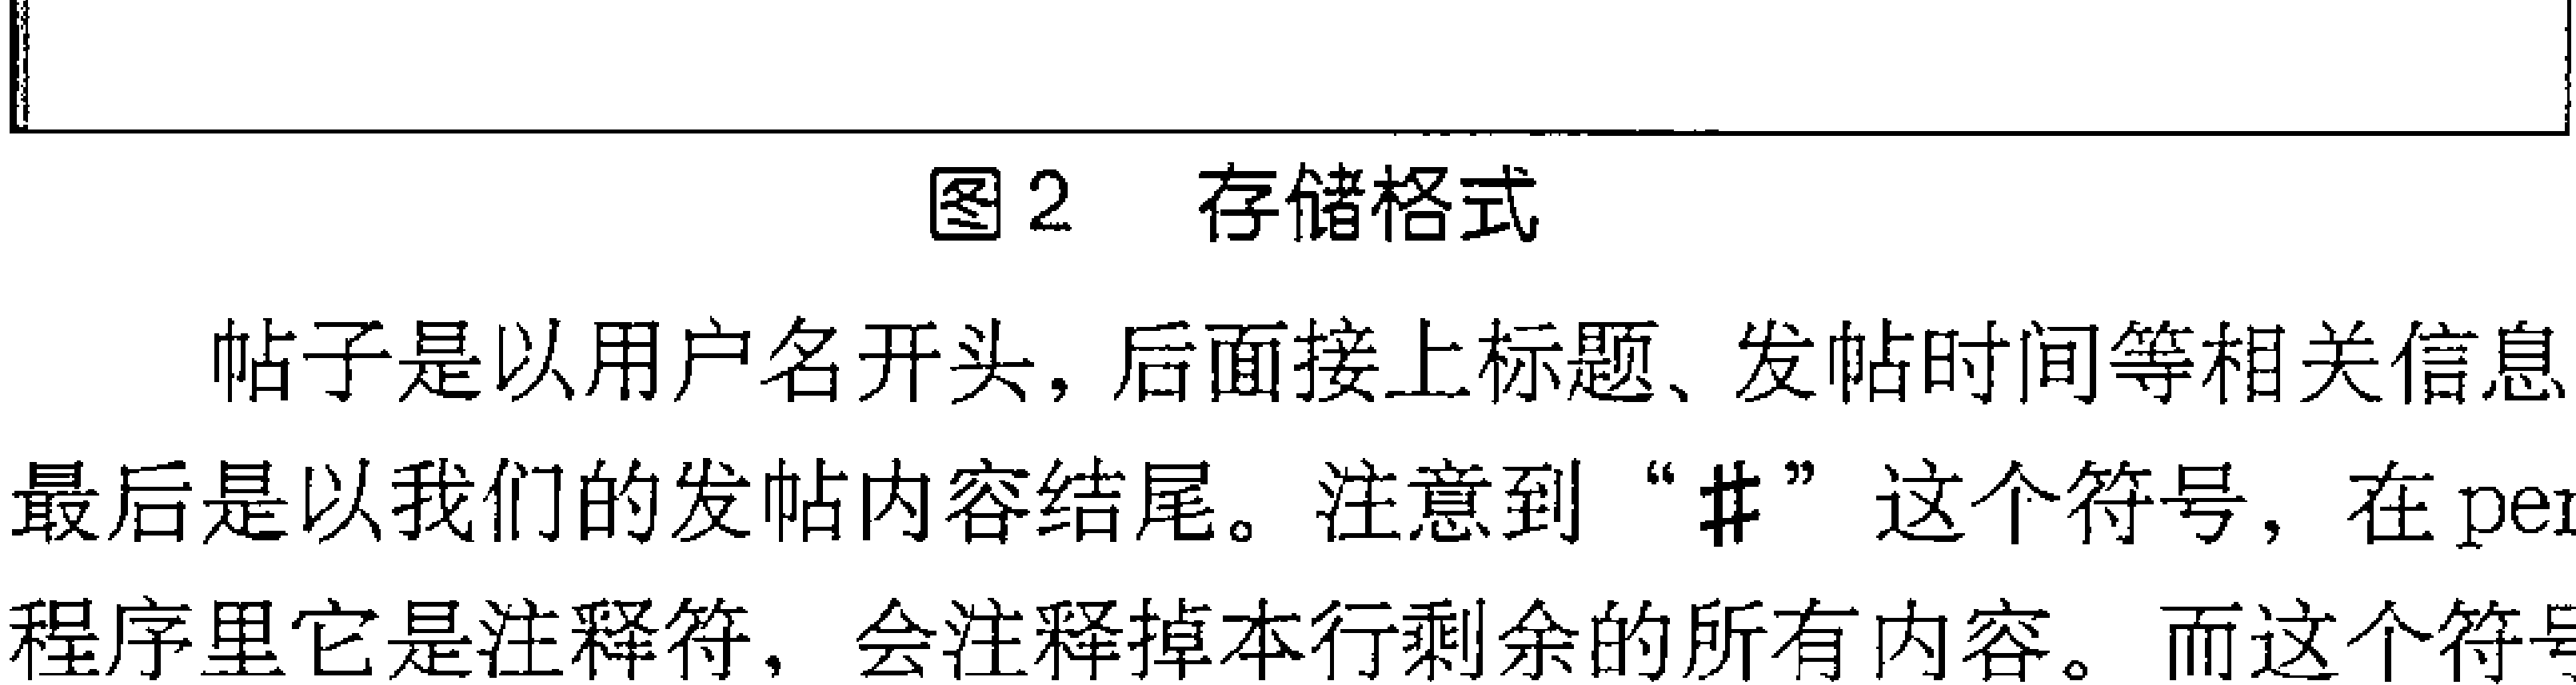 图2 存储格式
帖子是以用户名开头，后面接上标题、发帖时间等相关信息
最后是以我们的发帖内容结尾。注意到“#”这个符号，在per
程序里它是注释符，会注释掉本行剩余的所有内容。而这个符号